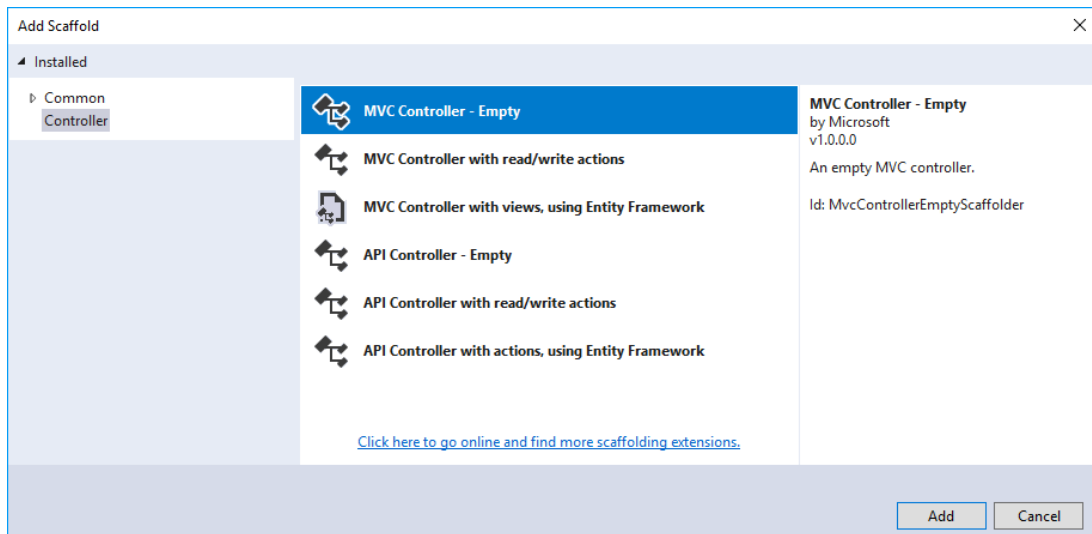 Add Scaffold
Installed
Common
Controller
MVC Controller - Empty
MVC Controller with read/write actions
MVC Controller with views, using Entity Framework
API Controller - Empty
API Controller with read/write actions
API Controller with actions, using Entity Framework
Click here to go online and find more scaffolding extensions.
MVC Controller - Empty
by Microsoft
v1.0.0.0
An empty MVC controller.
Id: MvcControllerEmptyScaffolder
Add
Cancel